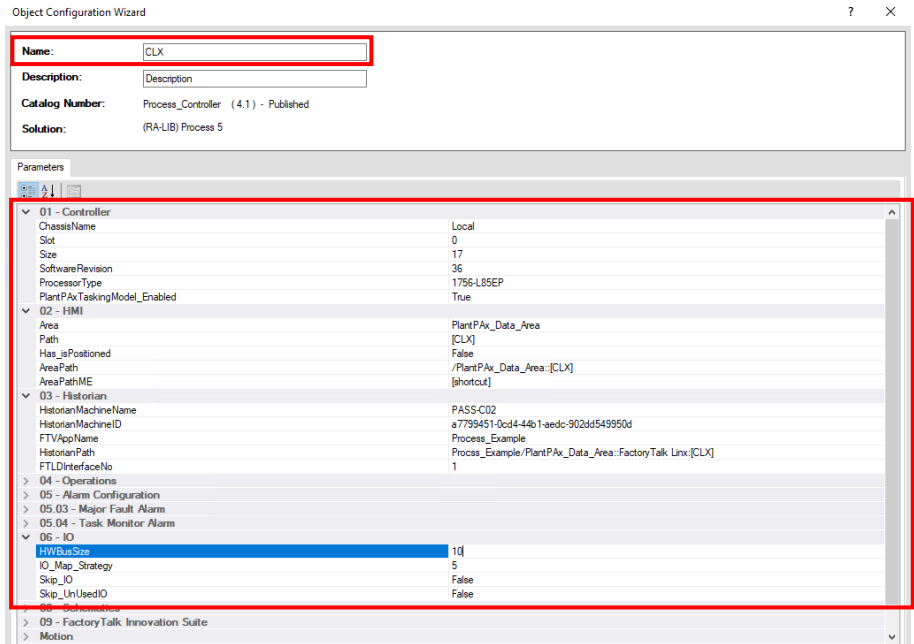 Object Configuration Wizard ?
Name: CLX
Description: Description
Catalog Number: Process_Controller ( 4.1 ) - Published
Solution: (RA-LIB) Process 5
Parameters
01 - Controller
ChassisName Local
Slot 0
Size 17
SoftwareRevision 36
ProcessorType 1756-L85EP
PlantPAxTaskingModel_Enabled True
02 - HMI
Area PlantPAx_Data_Area
Path [CLX]
Has_isPositioned False
AreaPath /PlantPAx_Data_Area::[CLX]
AreaPathME [shortcut]
03 - Historian
HistorianMachineName PASS-C02
HistorianMachineID a7799451-0cd4-44b1-aedc-902dd549950d
FTVAppName Process_Example
HistorianPath Procss_Example/PlantPAx_Data_Area::FactoryTalk Linx:[CLX]
FTLDInterfaceNo 1
04 - Operations
05 - Alarm Configuration
05.03 - Major Fault Alarm
05.04 - Task Monitor Alarm
06 - IO
HWBusSize 10
IO_Map_Strategy 5
Skip_IO False
Skip_UnUsedIO False
08 - Schematics
09 - FactoryTalk Innovation Suite
Motion